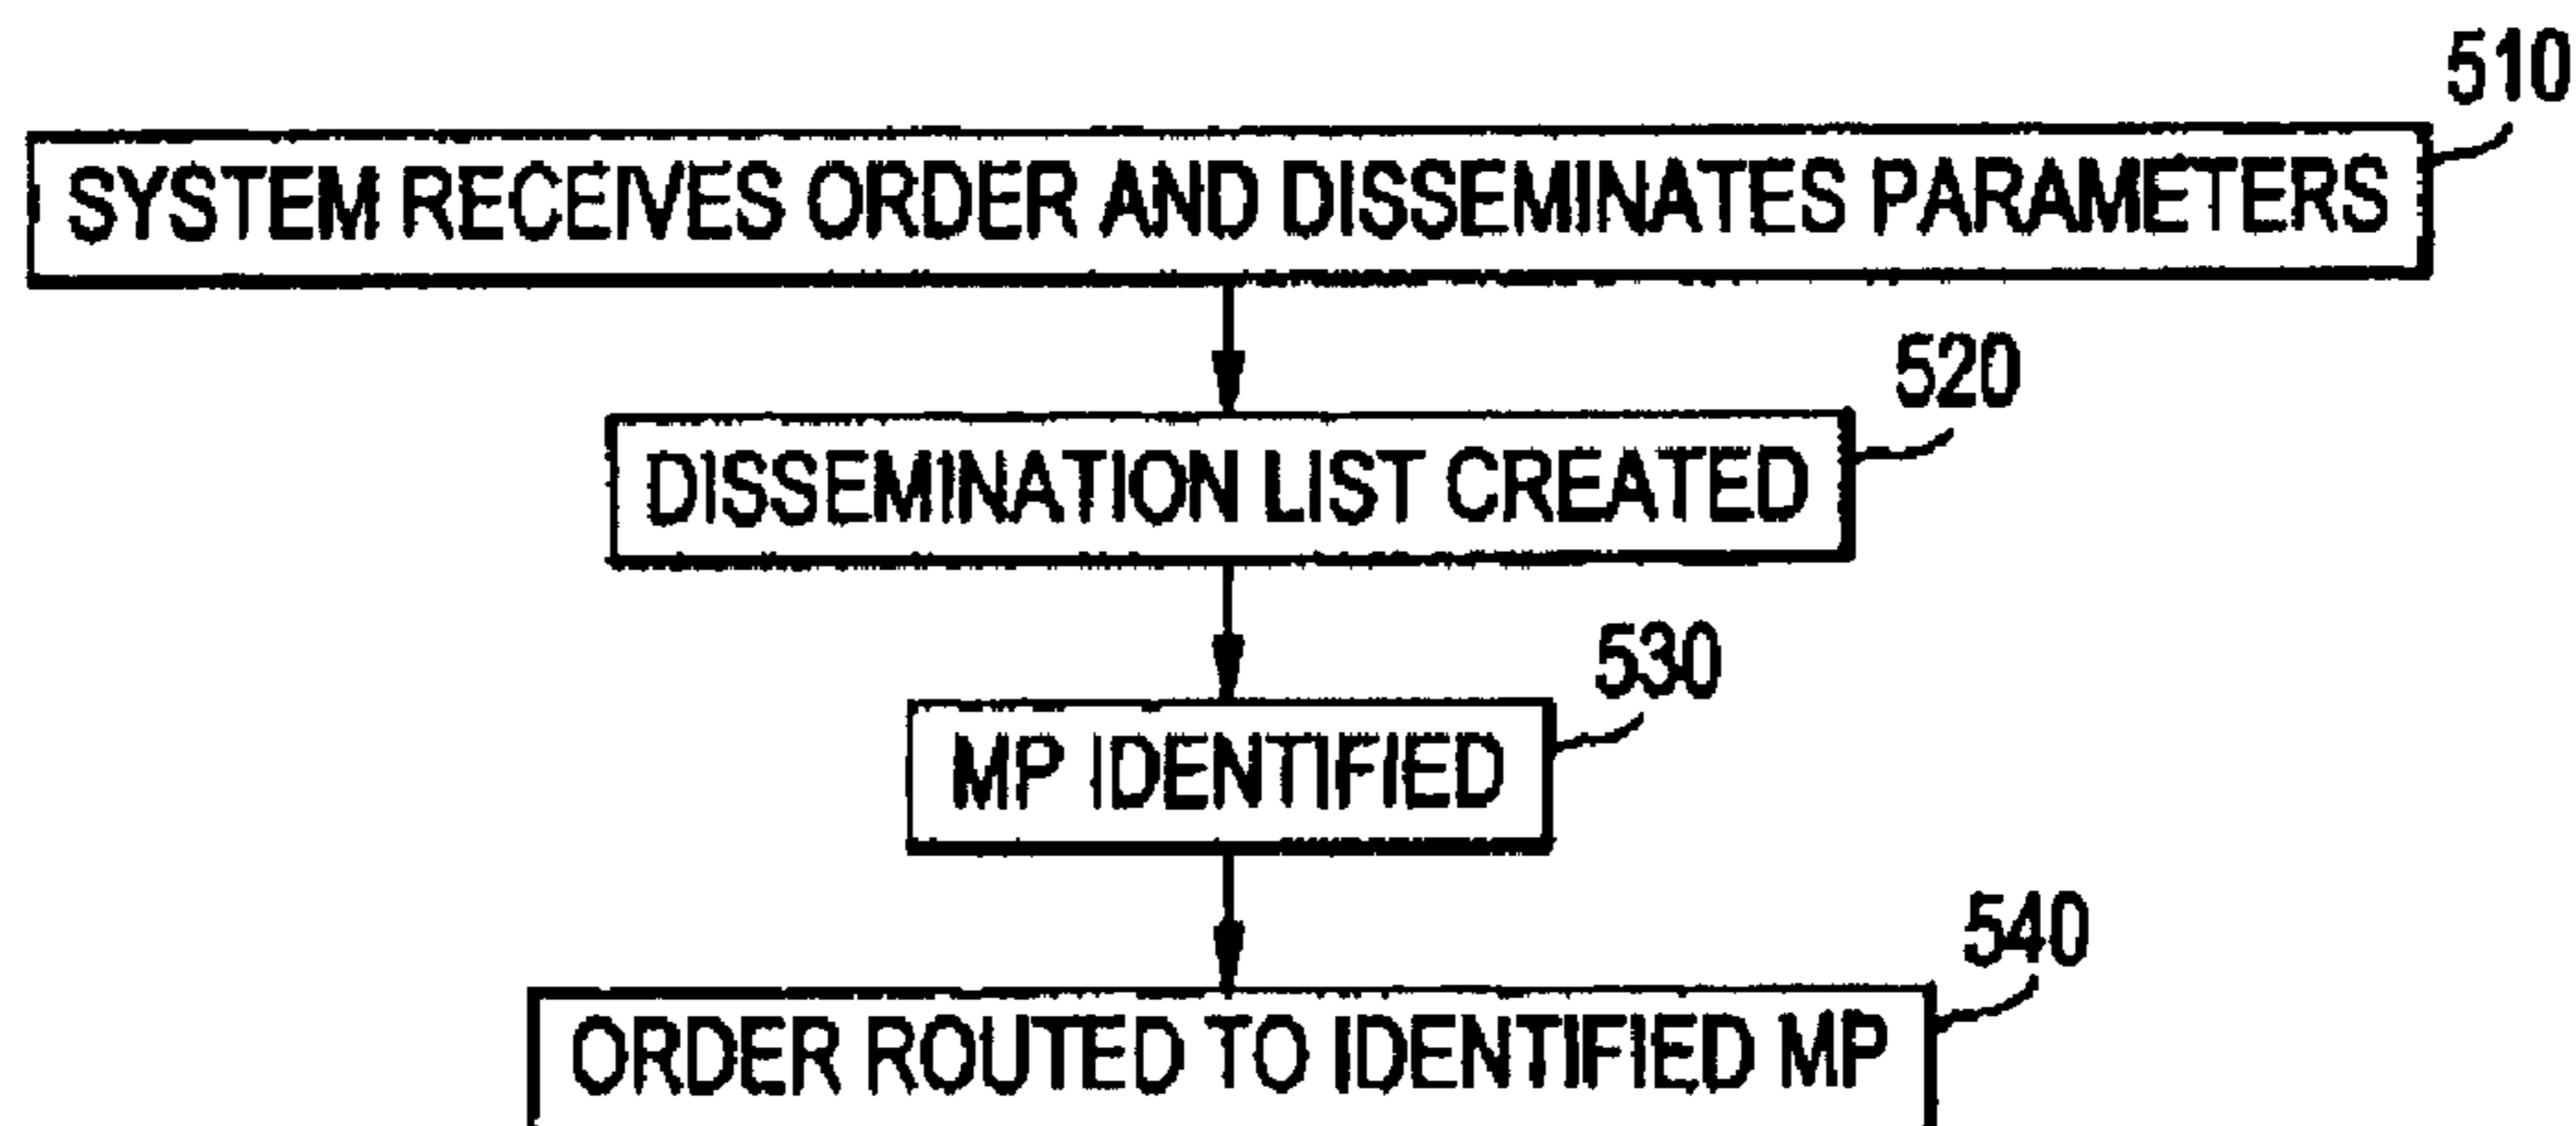 510
SYSTEM RECEIVES ORDER AND DISSEMINATES PARAMETERS
520
DISSEMINATION LIST CREATED
530
MP IDENTIFIED
540
ORDER ROUTED TO IDENTIFIED MP